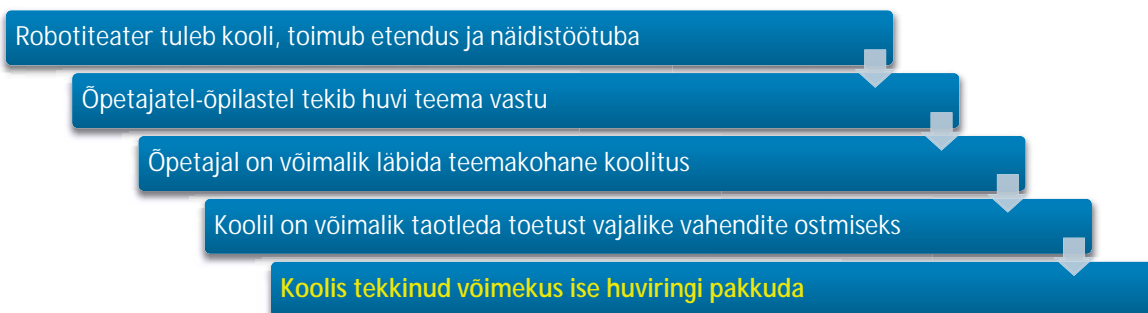 Robotiteater tuleb kooli, toimub etendus ja näidistöötuba
Õpetajatel-õpilastel tekib huvi teema vastu
Õpetajal on võimalik läbida teemakohane koolitus
Koolil on võimalik taotleda toetust vajalike vahendite ostmiseks
Koolis tekkinud võimekus ise huviringi pakkuda